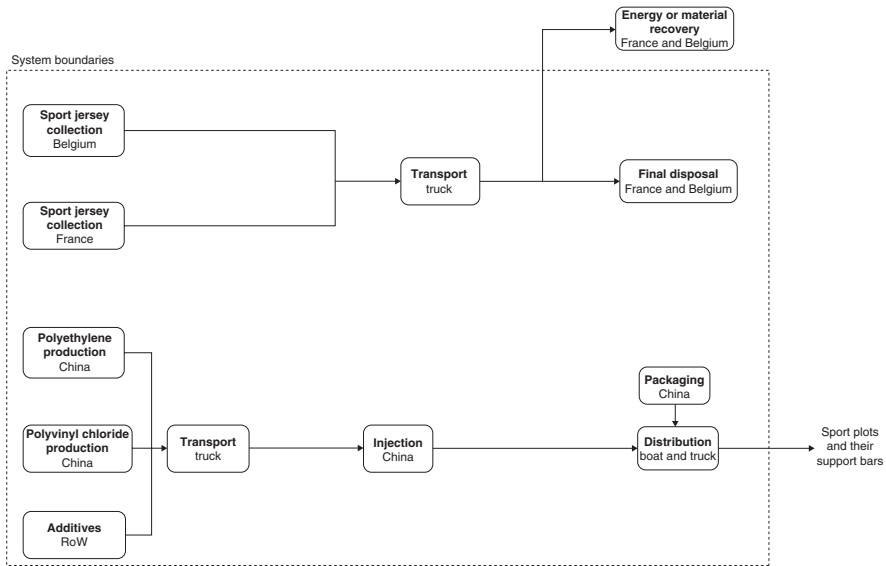 Energy or material
recovery
France and Belgium
System boundaries
Sport jersey
collection
Belgium
Transport
truck
Final disposal
France and Belgium
Sport jersey
collection
France
Polyethylene
production
China
Packaging
China
Polyvinyl chloride
production
China
Transport
truck
Injection
China
Distribution
boat and truck
Sport plots
and their
support bars
Additives
RoW